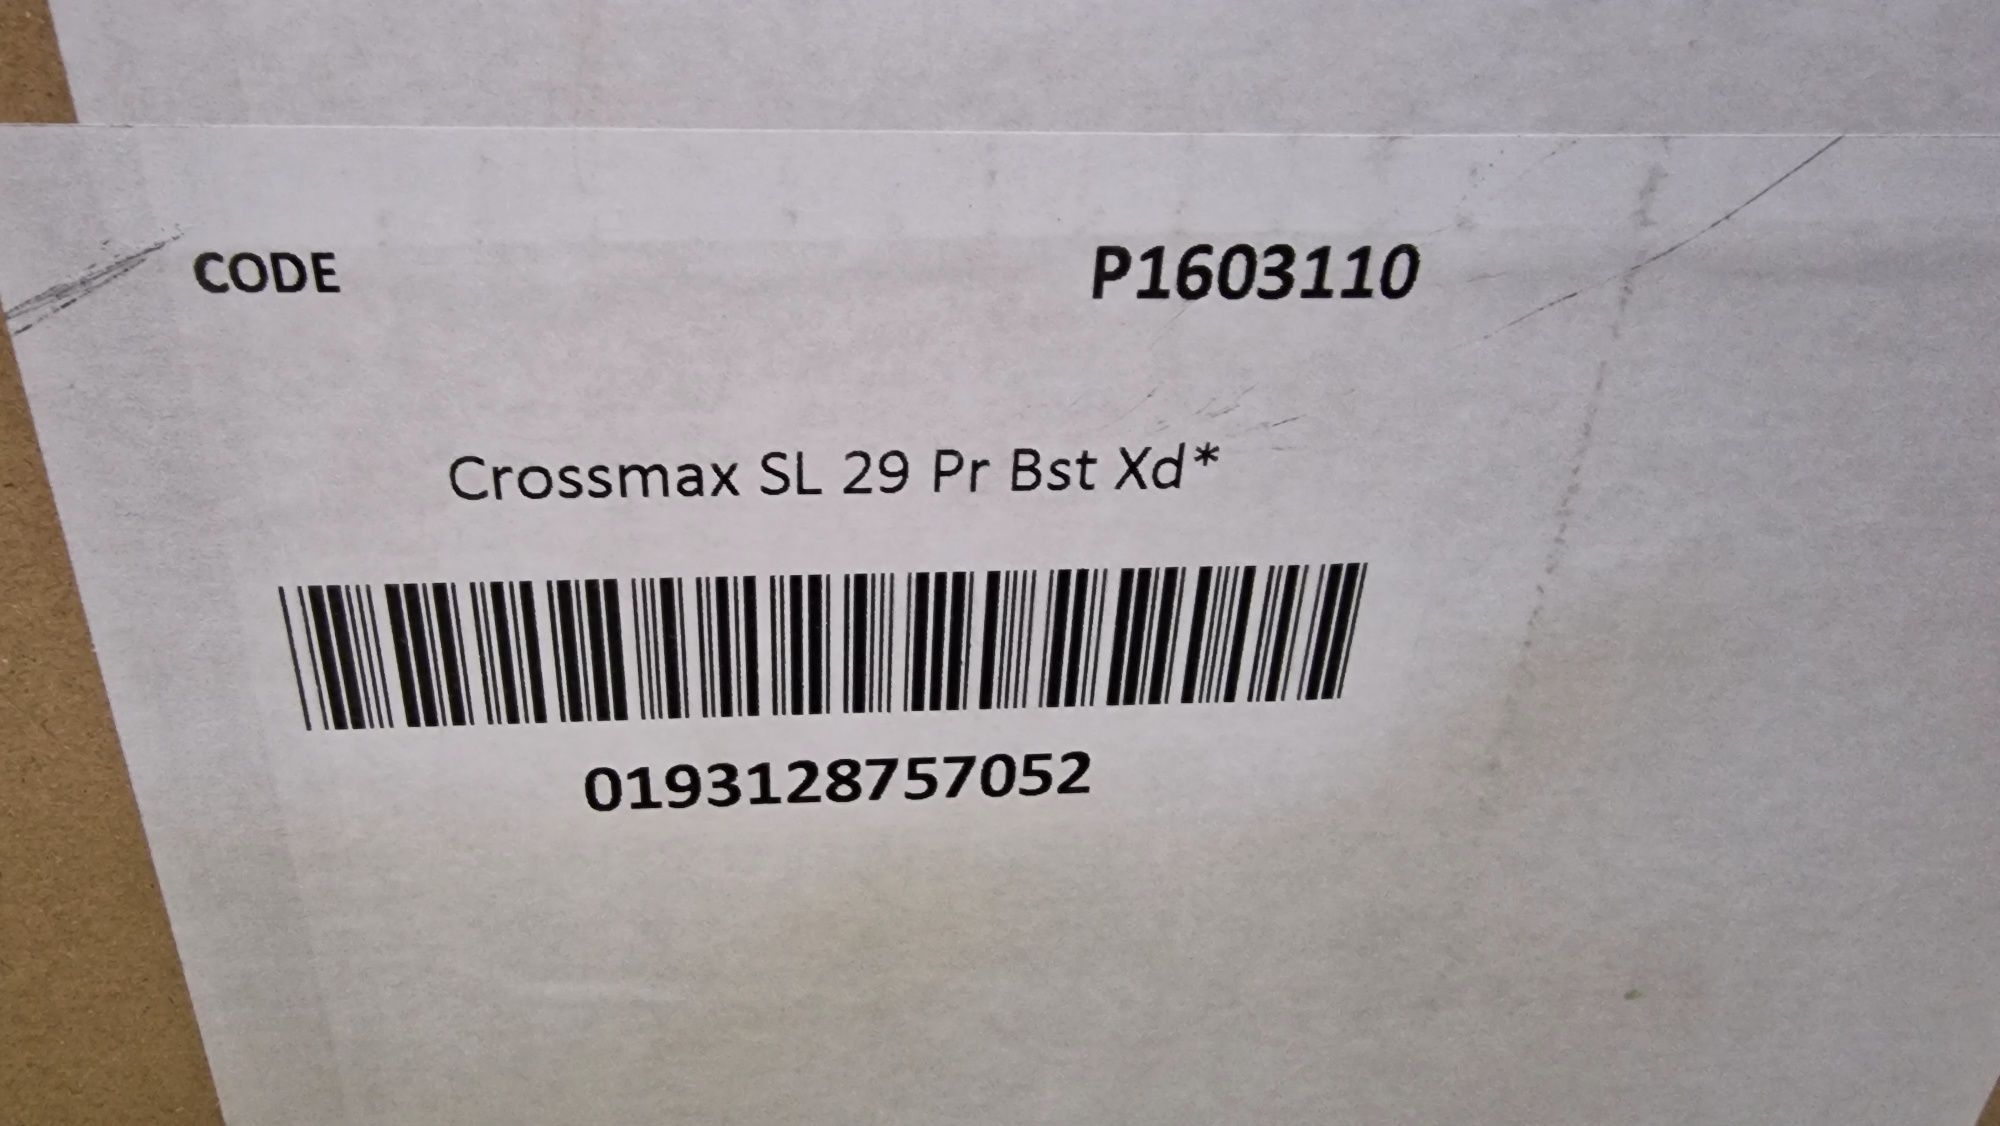 CODE P1603110
Crossmax SL 29 Pr Bst Xd*
0193128757052